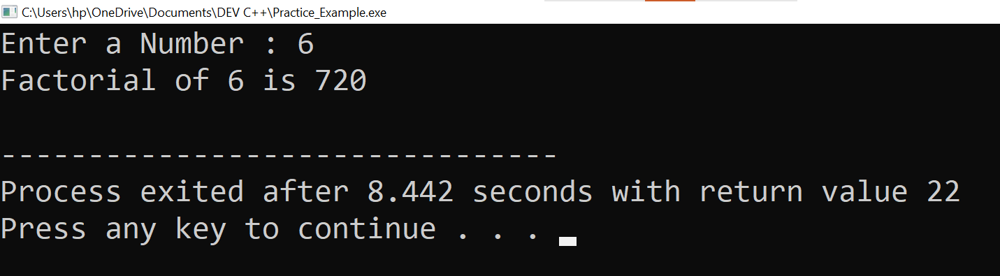 C:\Users\hp\OneDrive\Documents\DEV C++\Practice_Example.exe
Enter a Number : 6
Factorial of 6 is 720
--------------------------------
Process exited after 8.442 seconds with return value 22
Press any key to continue . . .